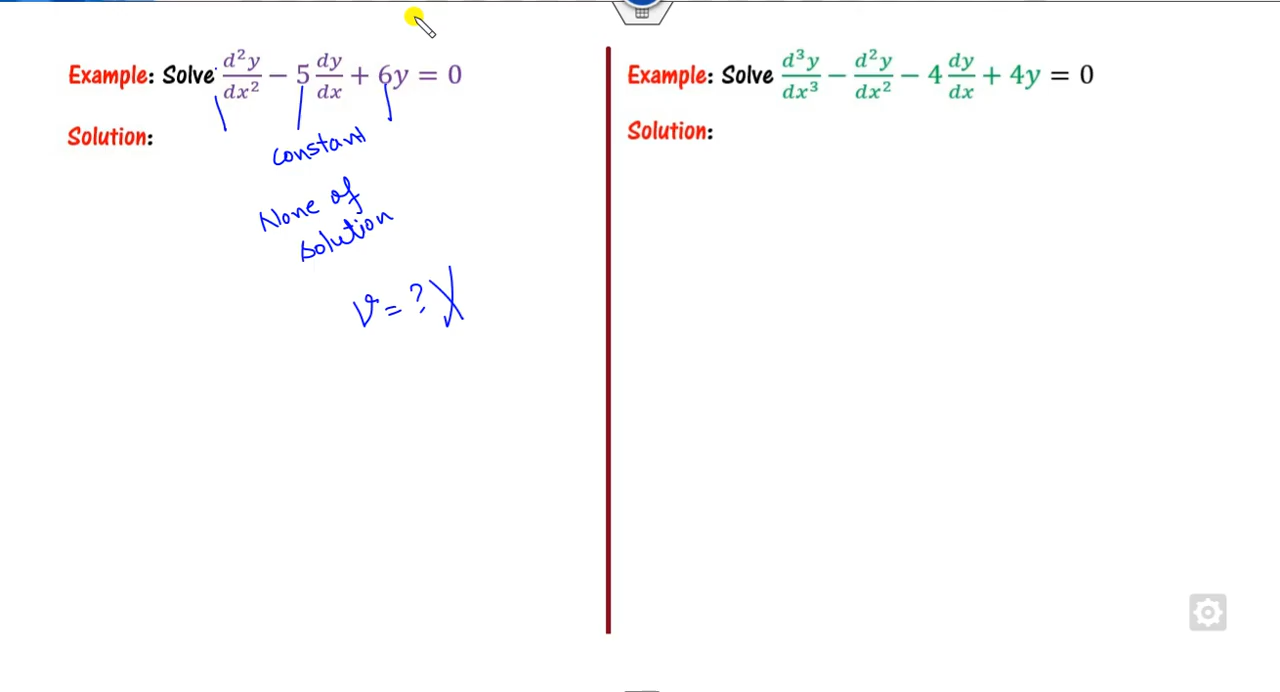 Example: Solve d²y/dx² − 5 dy/dx + 6y = 0
Solution:
constant
None of
solution
v = ? X
Example: Solve d³y/dx³ − d²y/dx² − 4 dy/dx + 4y = 0
Solution: